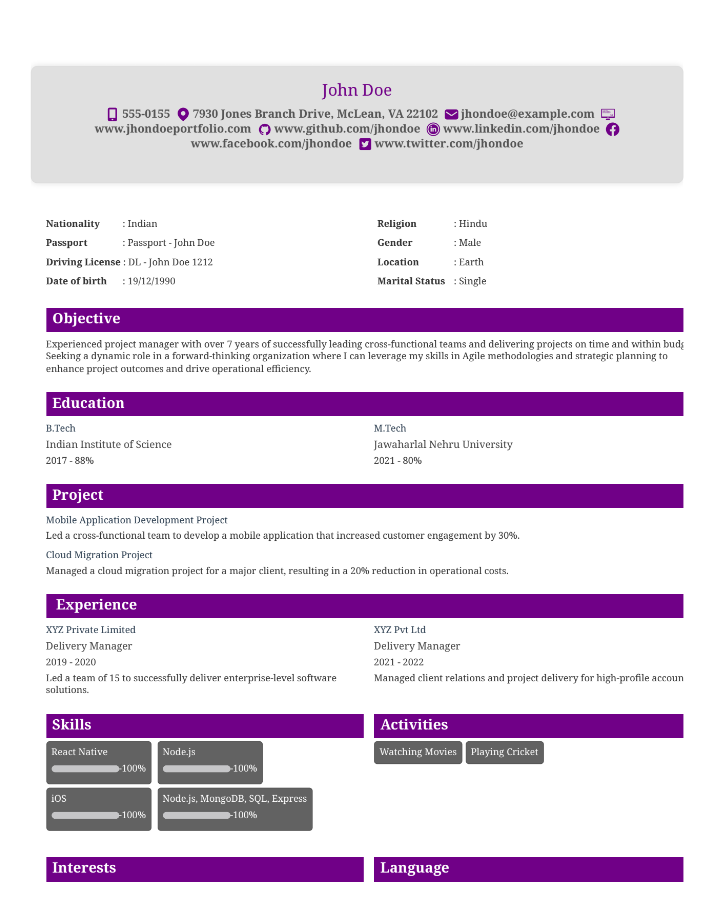 John Doe
555-0155 7930 Jones Branch Drive, McLean, VA 22102 jhondoe@example.com
www.jhondoeportfolio.com www.github.com/jhondoe www.linkedin.com/jhondoe
www.facebook.com/jhondoe www.twitter.com/jhondoe
Nationality : Indian
Religion : Hindu
Passport : Passport - John Doe
Gender : Male
Driving License : DL - John Doe 1212
Location : Earth
Date of birth : 19/12/1990
Marital Status : Single
Objective
Experienced project manager with over 7 years of successfully leading cross-functional teams and delivering projects on time and within budg
Seeking a dynamic role in a forward-thinking organization where I can leverage my skills in Agile methodologies and strategic planning to
enhance project outcomes and drive operational efficiency.
Education
B.Tech
Indian Institute of Science
2017 - 88%
M.Tech
Jawaharlal Nehru University
2021 - 80%
Project
Mobile Application Development Project
Led a cross-functional team to develop a mobile application that increased customer engagement by 30%.
Cloud Migration Project
Managed a cloud migration project for a major client, resulting in a 20% reduction in operational costs.
Experience
XYZ Private Limited
Delivery Manager
2019 - 2020
Led a team of 15 to successfully deliver enterprise-level software
solutions.
XYZ Pvt Ltd
Delivery Manager
2021 - 2022
Managed client relations and project delivery for high-profile accoun
Skills
React Native
-100%
Node.js
-100%
iOS
-100%
Node.js, MongoDB, SQL, Express
-100%
Activities
Watching Movies
Playing Cricket
Interests
Language